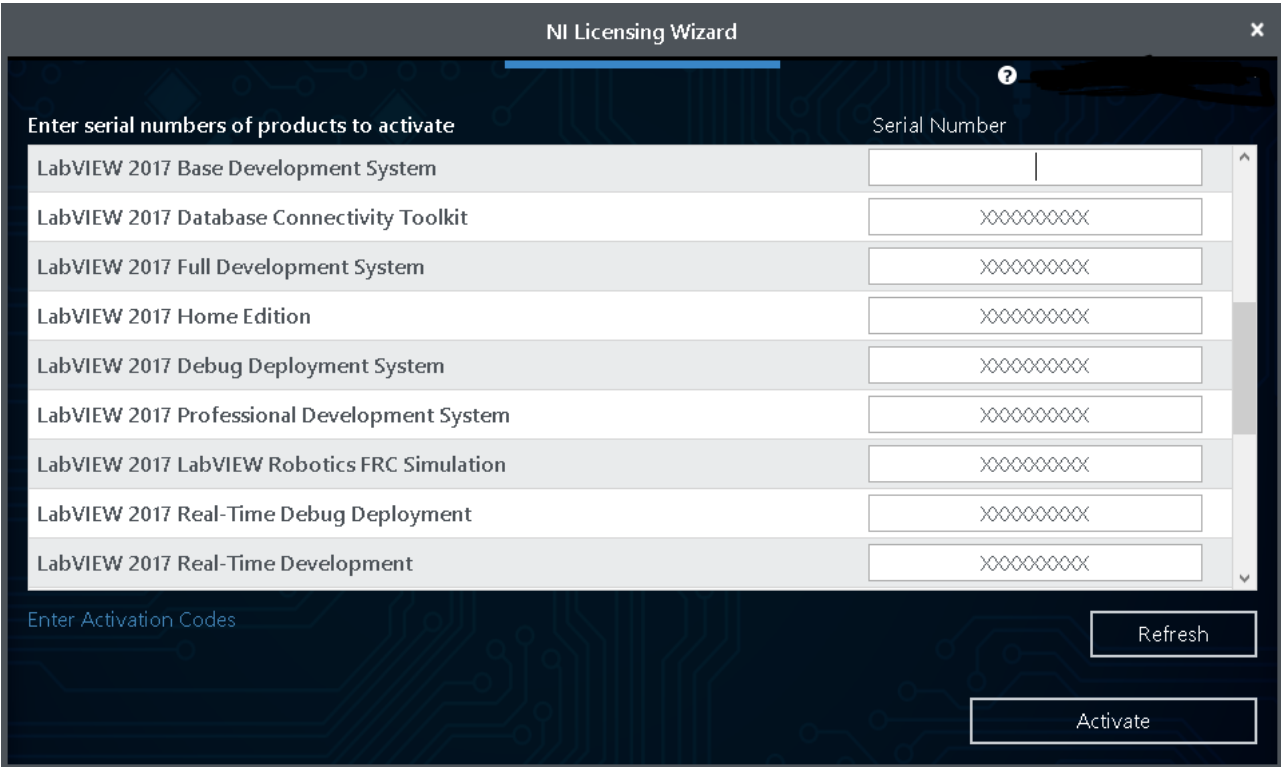 NI Licensing Wizard
Enter serial numbers of products to activate Serial Number
LabVIEW 2017 Base Development System
LabVIEW 2017 Database Connectivity Toolkit XXXXXXXXX
LabVIEW 2017 Full Development System XXXXXXXXX
LabVIEW 2017 Home Edition XXXXXXXXX
LabVIEW 2017 Debug Deployment System XXXXXXXXX
LabVIEW 2017 Professional Development System XXXXXXXXX
LabVIEW 2017 LabVIEW Robotics FRC Simulation XXXXXXXXX
LabVIEW 2017 Real-Time Debug Deployment XXXXXXXXX
LabVIEW 2017 Real-Time Development XXXXXXXXX
Enter Activation Codes
Refresh
Activate